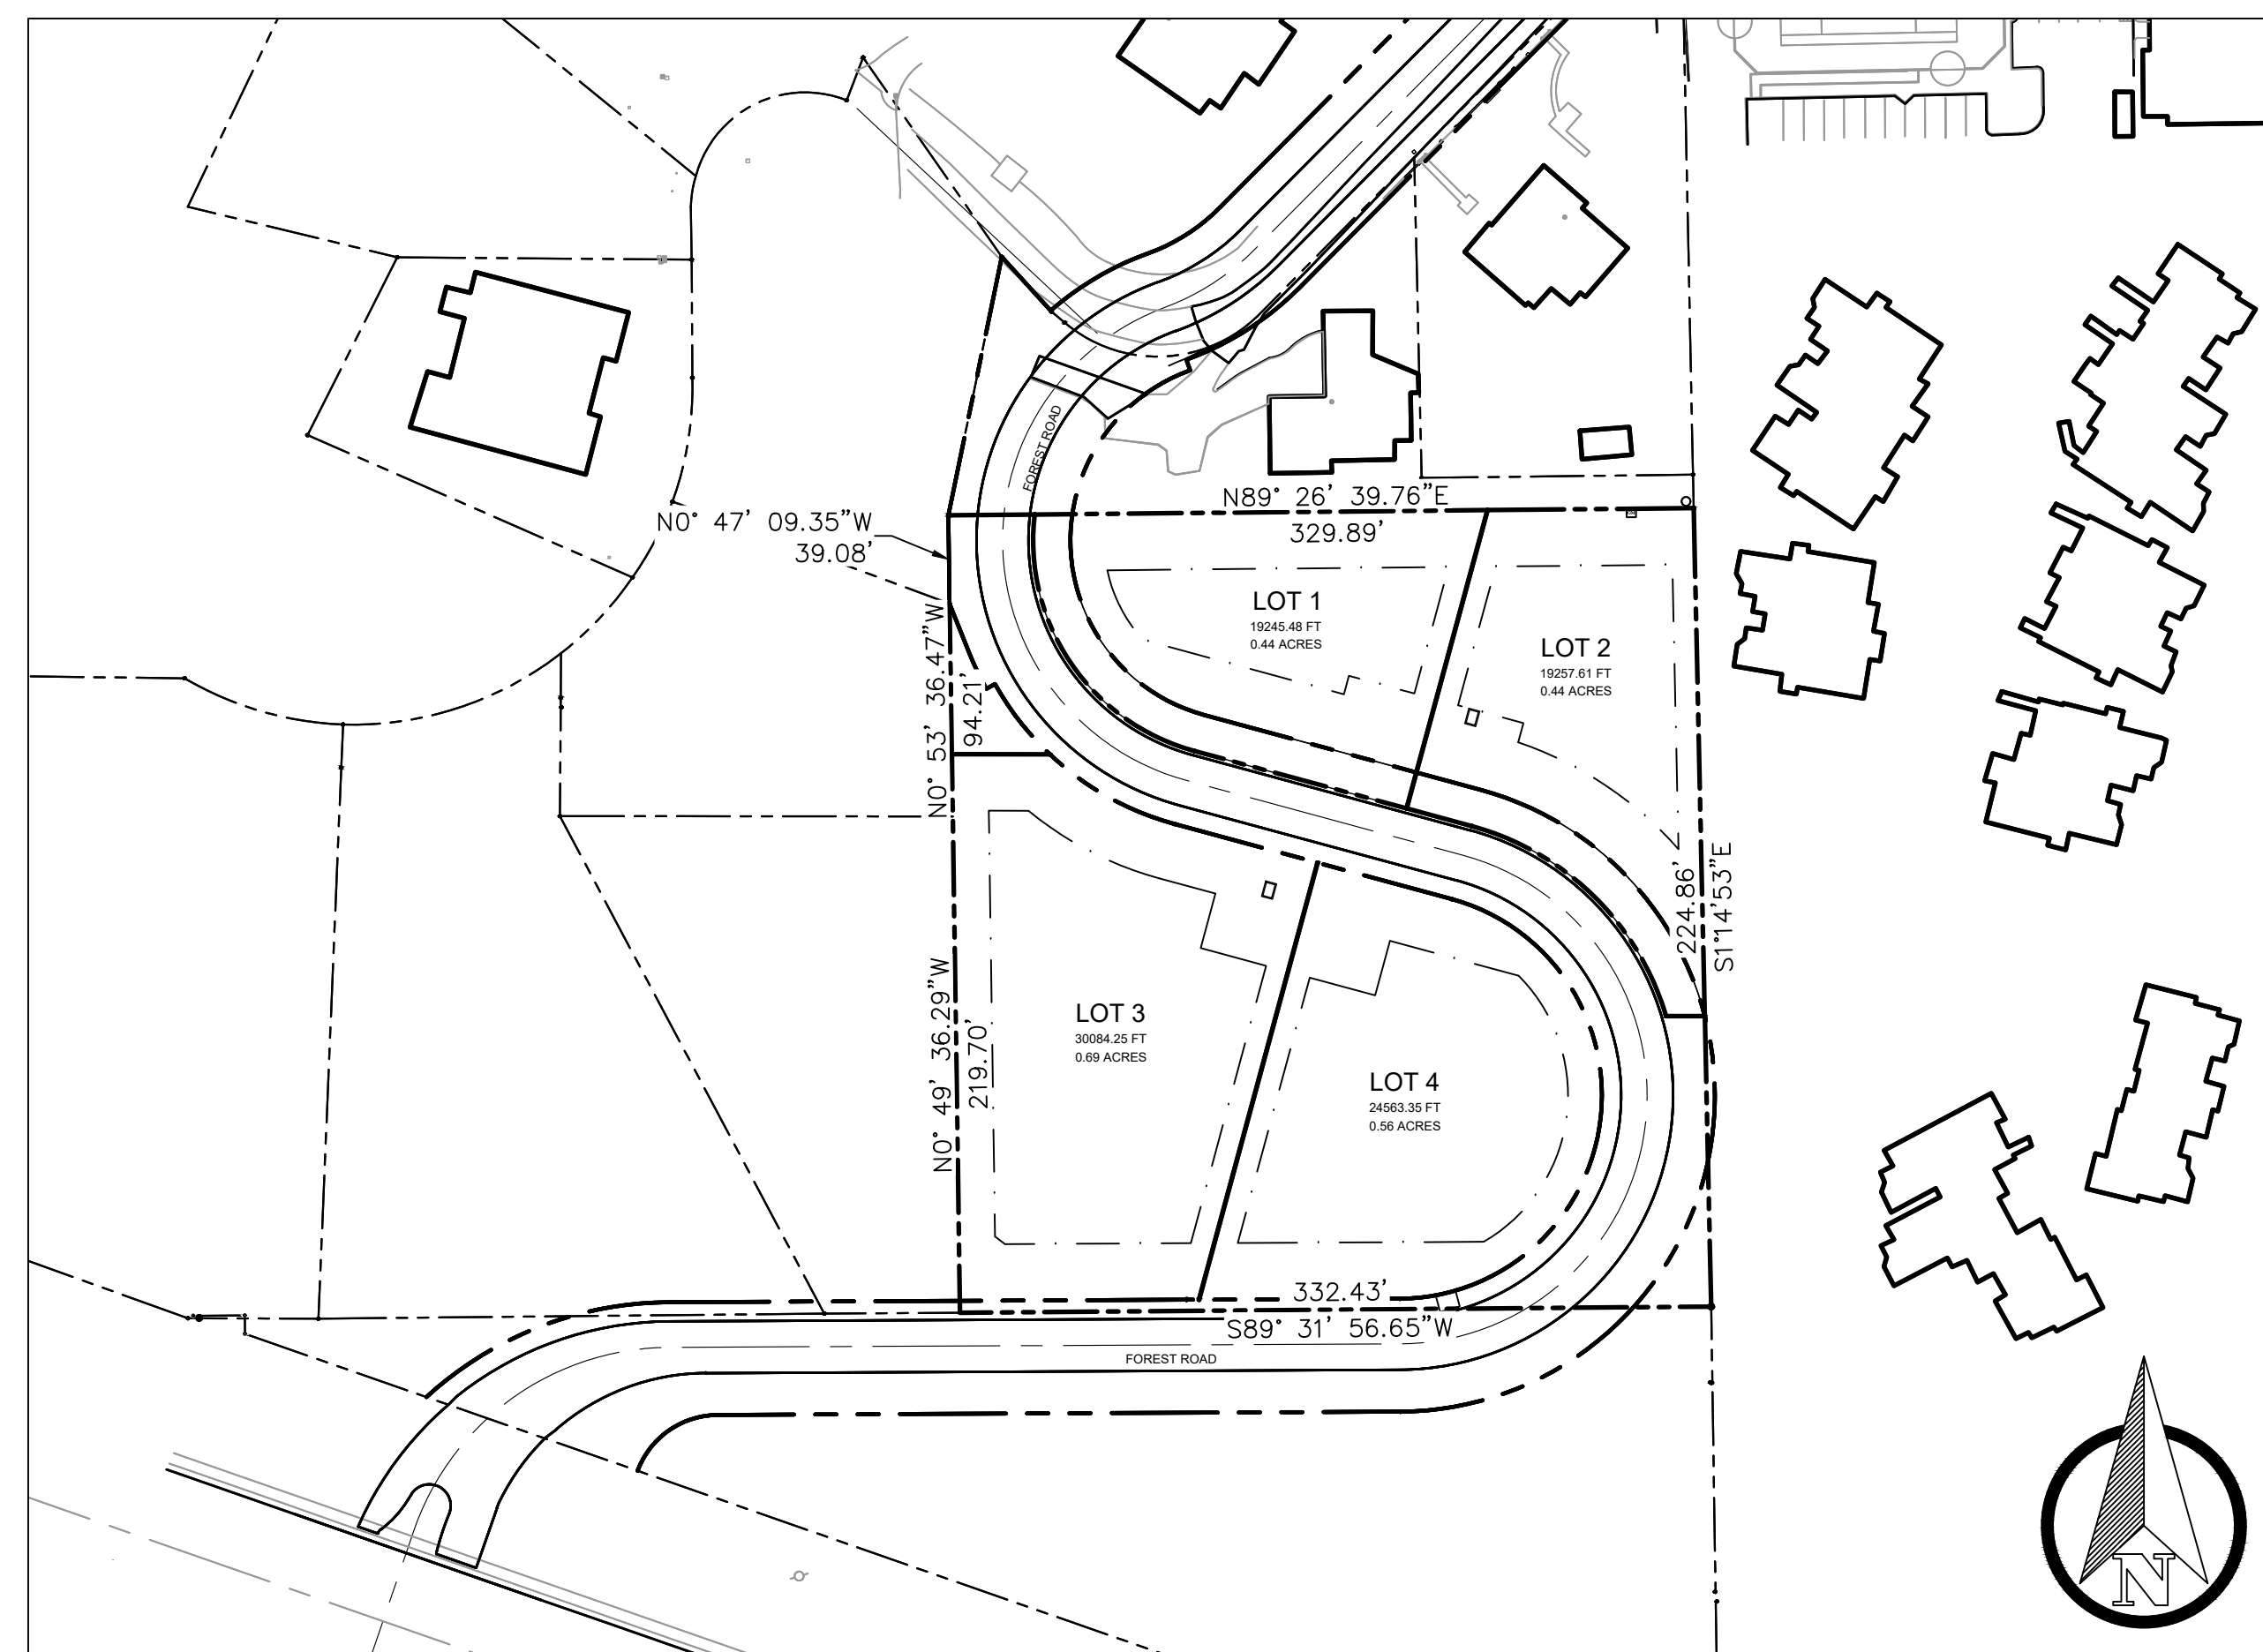 FOREST ROAD
N89° 26' 39.76"E
329.89'
N0° 47' 09.35"W
39.08'
LOT 1
19245.48 FT
0.44 ACRES
LOT 2
19257.61 FT
0.44 ACRES
N0° 53' 36.47"W
94.21'
224.86'
S1°14'53"E
N0° 49' 36.29"W
219.70'
LOT 3
30084.25 FT
0.69 ACRES
LOT 4
24563.35 FT
0.56 ACRES
332.43'
S89° 31' 56.65"W
FOREST ROAD
N